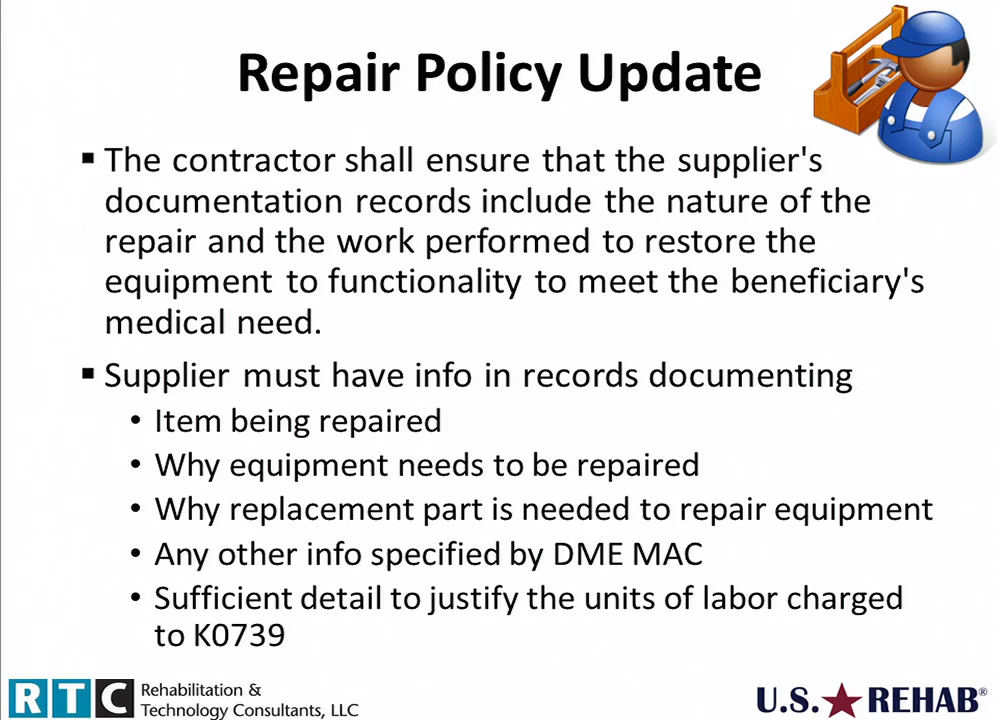 Repair Policy Update
▪ The contractor shall ensure that the supplier's
documentation records include the nature of the
repair and the work performed to restore the
equipment to functionality to meet the beneficiary's
medical need.
▪ Supplier must have info in records documenting
• Item being repaired
• Why equipment needs to be repaired
• Why replacement part is needed to repair equipment
• Any other info specified by DME MAC
• Sufficient detail to justify the units of labor charged
to K0739
RTC Rehabilitation &
Technology Consultants, LLC
U.S. REHAB®